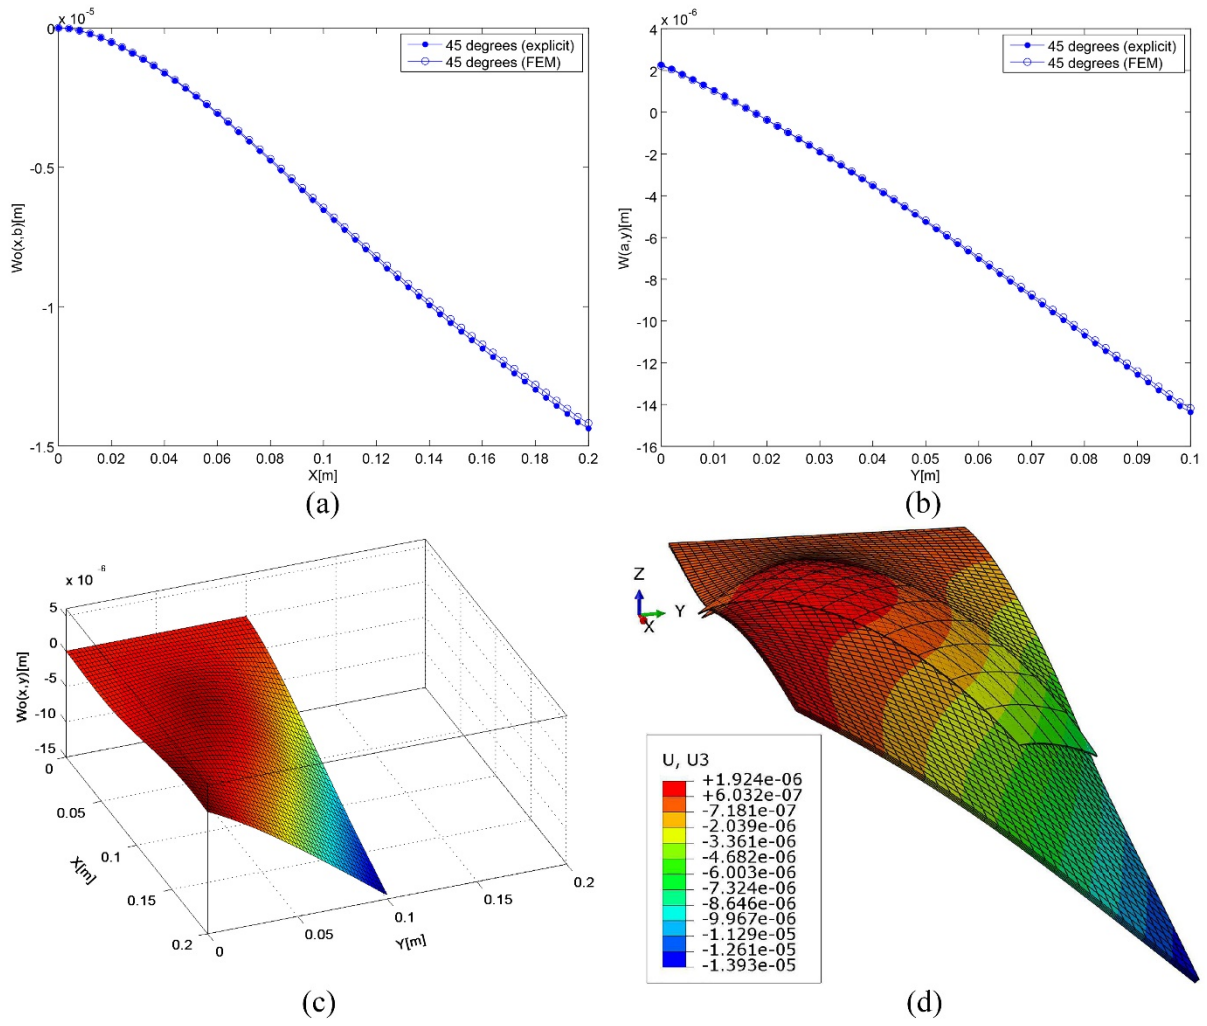 x 10^-5
45 degrees (explicit)
45 degrees (FEM)
0
-0.5
-1
-1.5
Wo(x,b)[m]
0 0.02 0.04 0.06 0.08 0.1 0.12 0.14 0.16 0.18 0.2
X[m]
(a)
x 10^-6
45 degrees (explicit)
45 degrees (FEM)
4
2
0
-2
-4
-6
-8
-10
-12
-14
-16
W(a,y)[m]
0 0.01 0.02 0.03 0.04 0.05 0.06 0.07 0.08 0.09 0.1
Y[m]
(b)
x 10^-6
5
0
-5
-10
-15
Wo(x,y)[m]
0
0.05
0.1
0.15
0.2
X[m]
0
0.05
0.1
0.15
0.2
Y[m]
(c)
Z
Y
X
U, U3
+1.924e-06
+6.032e-07
-7.181e-07
-2.039e-06
-3.361e-06
-4.682e-06
-6.003e-06
-7.324e-06
-8.646e-06
-9.967e-06
-1.129e-05
-1.261e-05
-1.393e-05
(d)